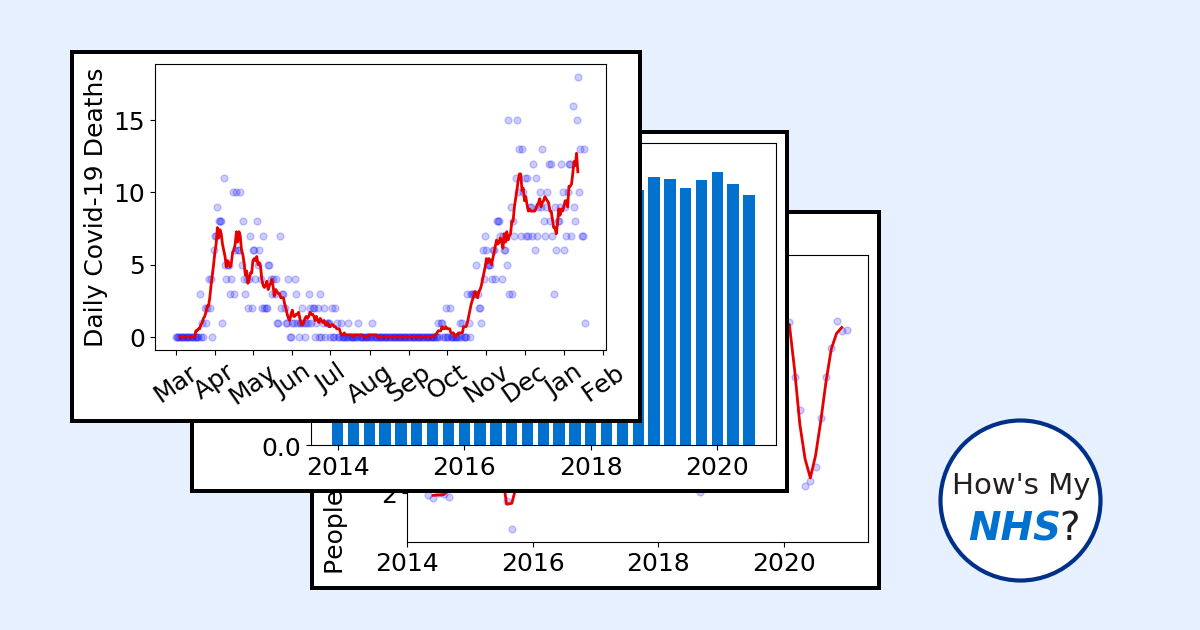 Daily Covid-19 Deaths
15
10
5
0
Mar Apr May Jun Jul Aug Sep Oct Nov Dec Jan Feb
0.0
2014 2016 2018 2020
People
2
2014 2016 2018 2020
How's My
NHS?